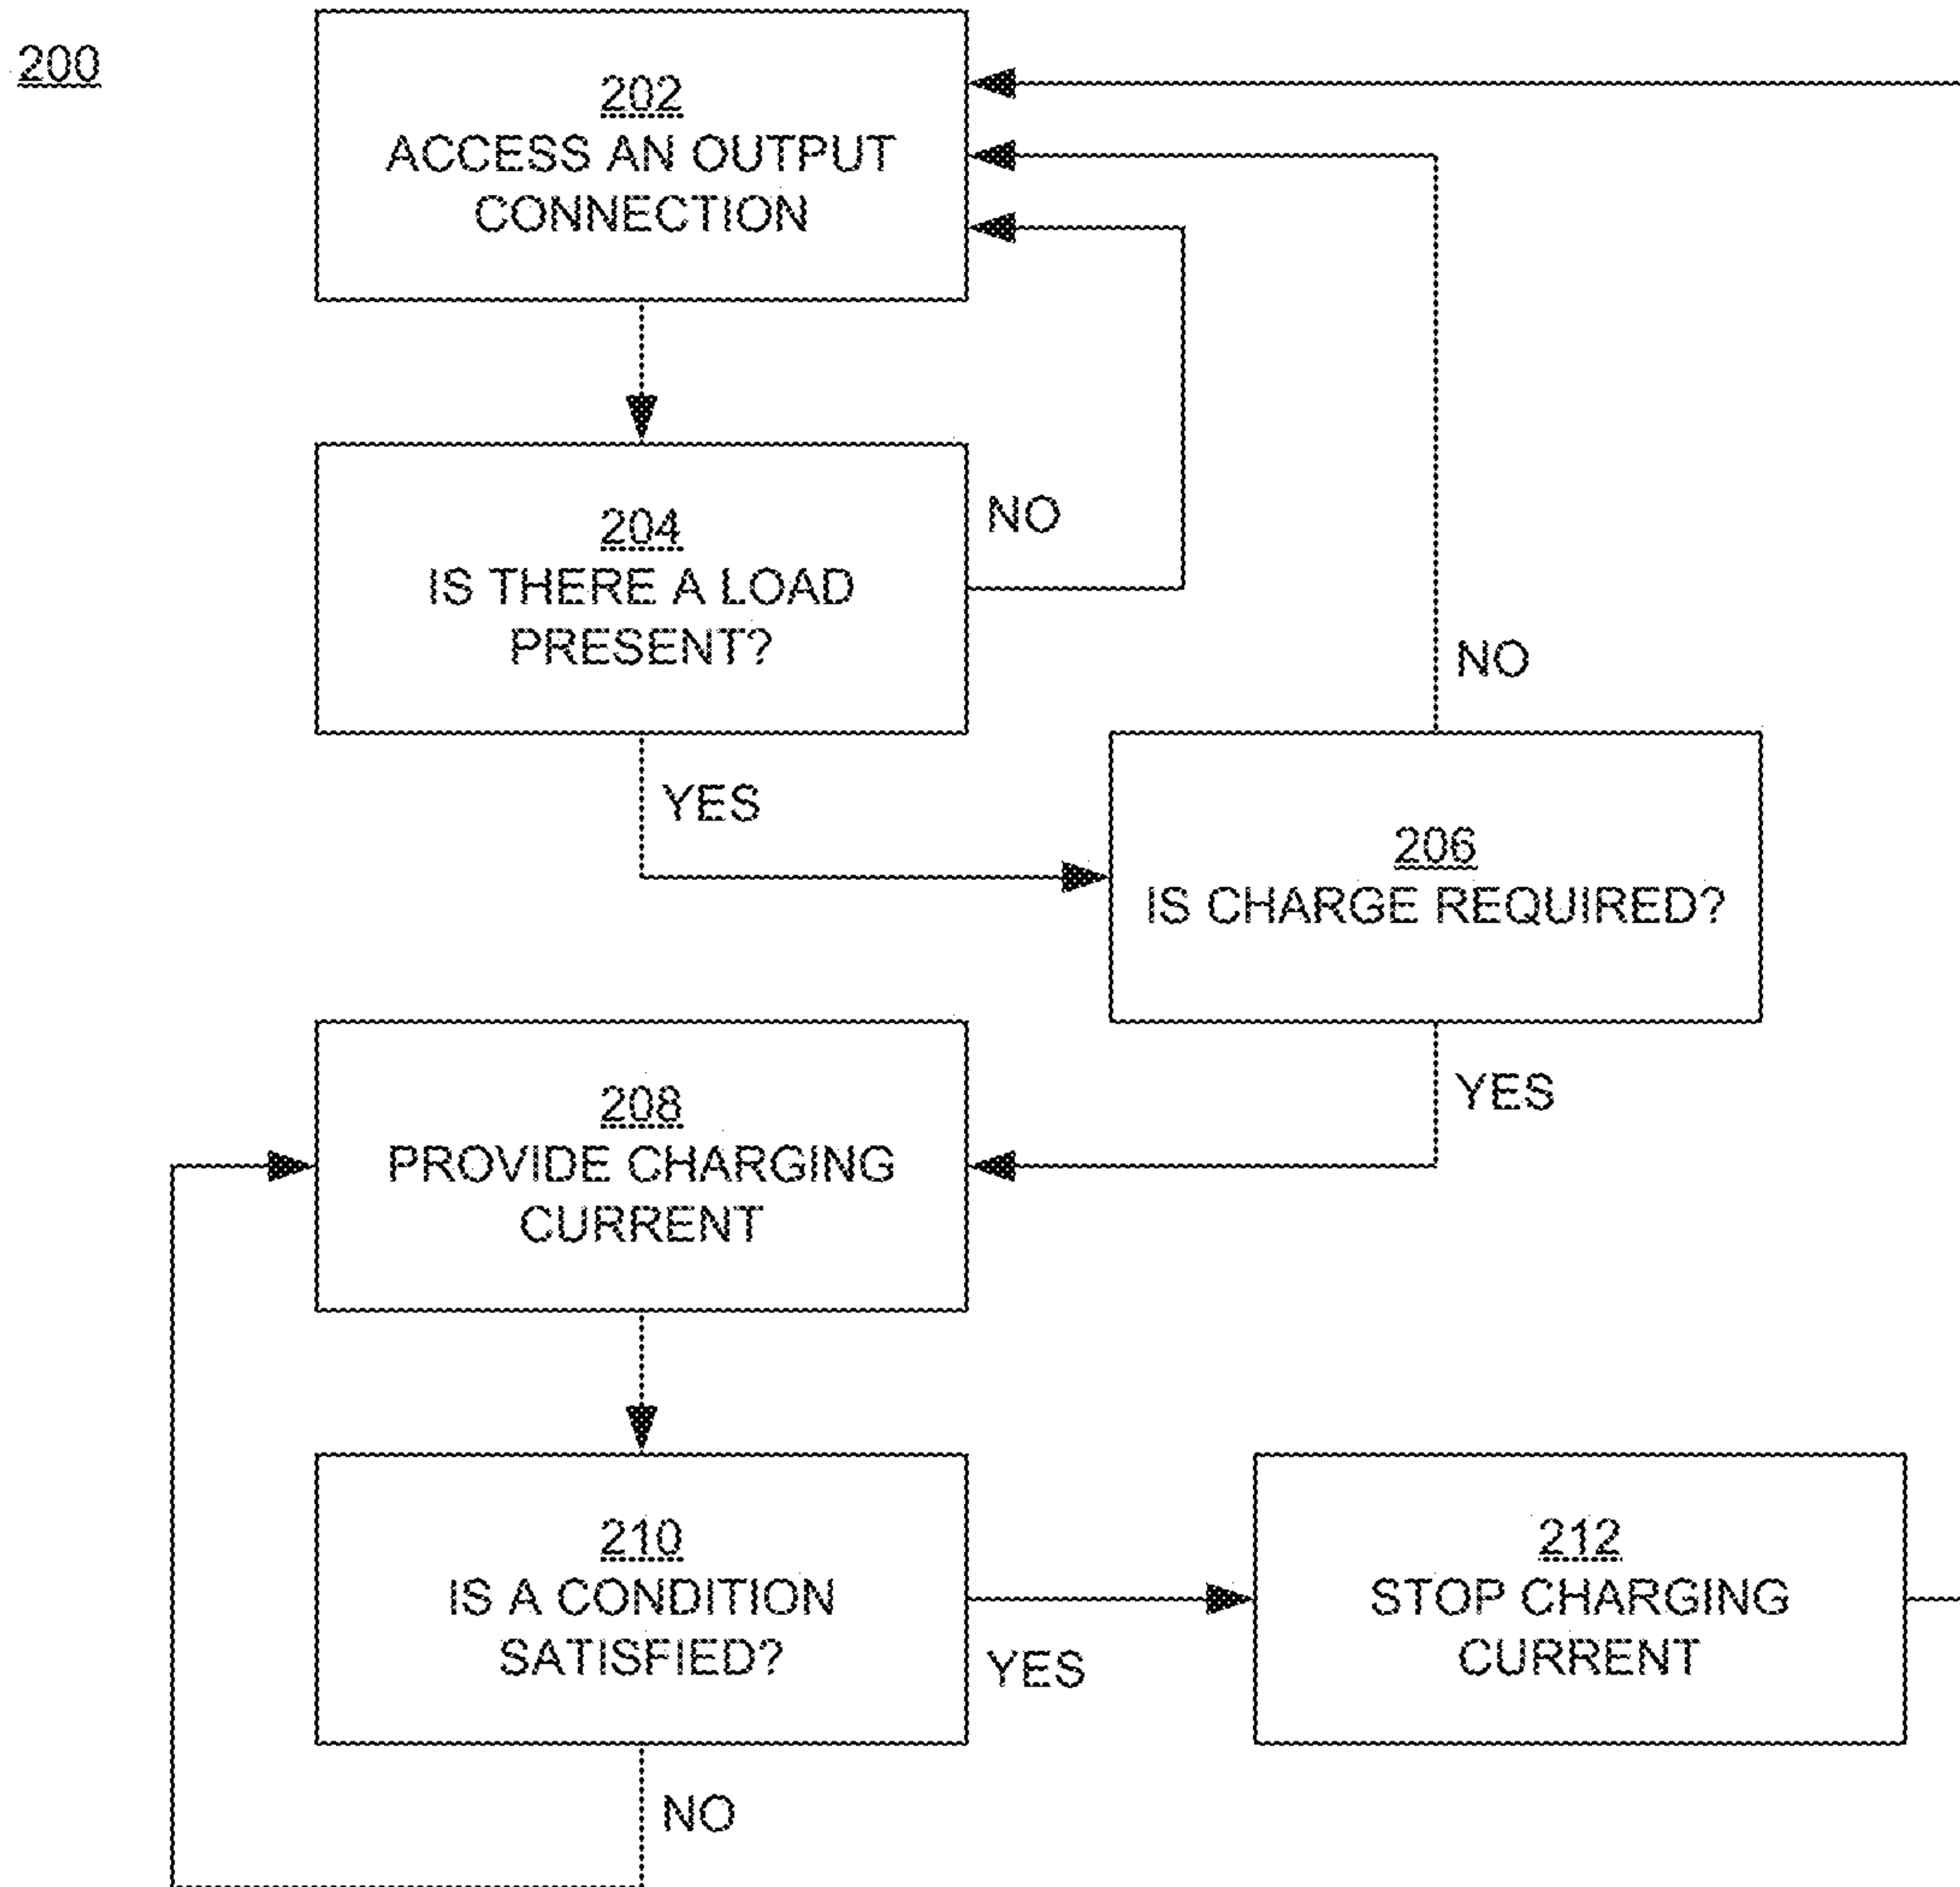 200
202
ACCESS AN OUTPUT
CONNECTION
204
IS THERE A LOAD
PRESENT?
NO
YES
NO
206
IS CHARGE REQUIRED?
YES
208
PROVIDE CHARGING
CURRENT
210
IS A CONDITION
SATISFIED?
YES
NO
212
STOP CHARGING
CURRENT